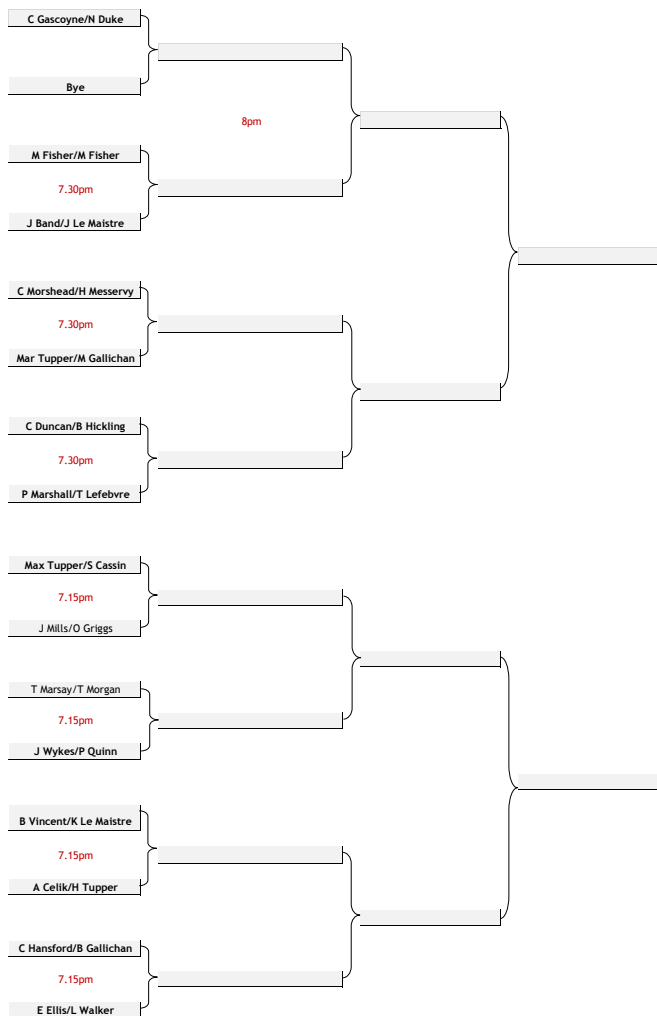 C Gascoyne/N Duke
Bye
8pm
M Fisher/M Fisher
7.30pm
J Band/J Le Maistre
C Morshead/H Messervy
7.30pm
Mar Tupper/M Gallichan
C Duncan/B Hickling
7.30pm
P Marshall/T Lefebvre
Max Tupper/S Cassin
7.15pm
J Mills/O Griggs
T Marsay/T Morgan
7.15pm
J Wykes/P Quinn
B Vincent/K Le Maistre
7.15pm
A Celik/H Tupper
C Hansford/B Gallichan
7.15pm
E Ellis/L Walker